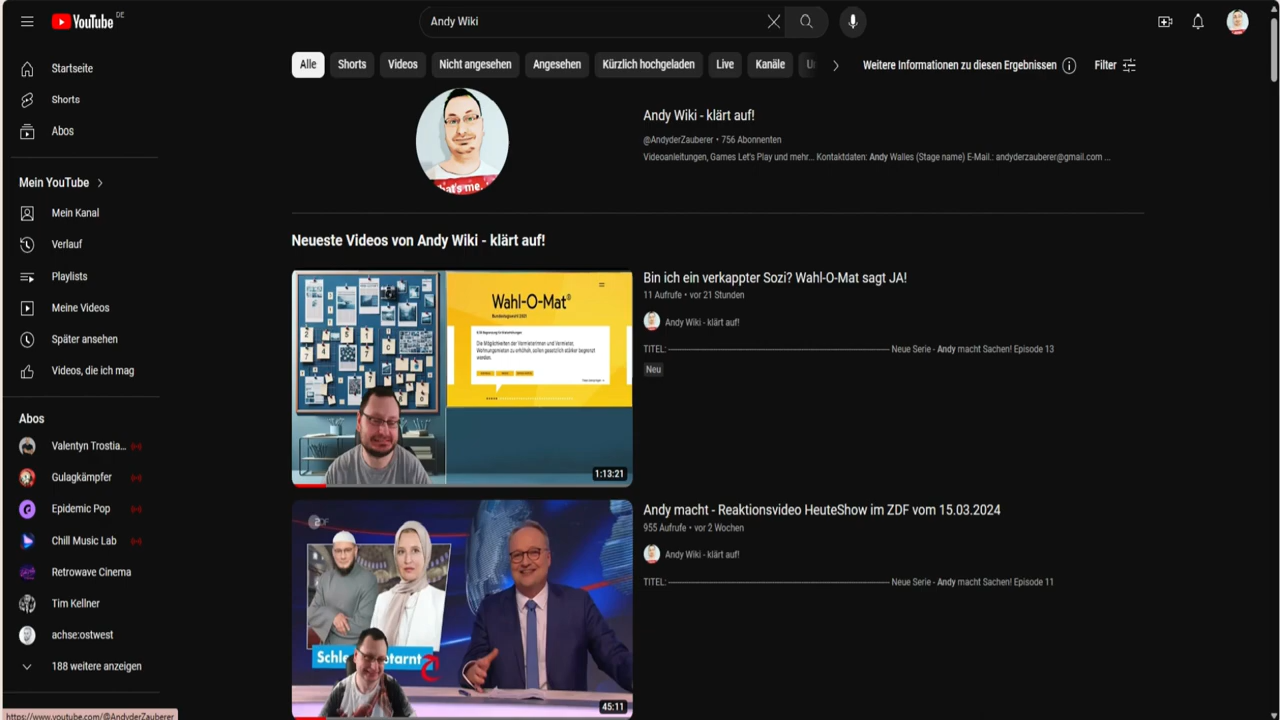 YouTube DE
Andy Wiki
Alle
Shorts
Videos
Nicht angesehen
Angesehen
Kürzlich hochgeladen
Live
Kanäle
Weitere Informationen zu diesen Ergebnissen
Filter
Startseite
Shorts
Abos
Mein YouTube
Mein Kanal
Verlauf
Playlists
Meine Videos
Später ansehen
Videos, die ich mag
Abos
Valentyn Trostia...
Gulagkämpfer
Epidemic Pop
Chill Music Lab
Retrowave Cinema
Tim Kellner
achse:ostwest
188 weitere anzeigen
https://www.youtube.com/@AndyderZauberer
Andy Wiki - klärt auf!
@AndyderZauberer • 756 Abonnenten
Videoanleitungen, Games Let's Play und mehr... Kontaktdaten: Andy Walles (Stage name) E-Mail.: andyderzauberer@gmail.com ...
Neueste Videos von Andy Wiki - klärt auf!
Wahl-O-Mat®
1:13:21
Bin ich ein verkappter Sozi? Wahl-O-Mat sagt JA!
11 Aufrufe • vor 21 Stunden
Andy Wiki - klärt auf!
TITEL: ---------------------------------------- Neue Serie - Andy macht Sachen! Episode 13
Neu
ZDF
45:11
Andy macht - Reaktionsvideo HeuteShow im ZDF vom 15.03.2024
955 Aufrufe • vor 2 Wochen
Andy Wiki - klärt auf!
TITEL: ---------------------------------------- Neue Serie - Andy macht Sachen! Episode 11